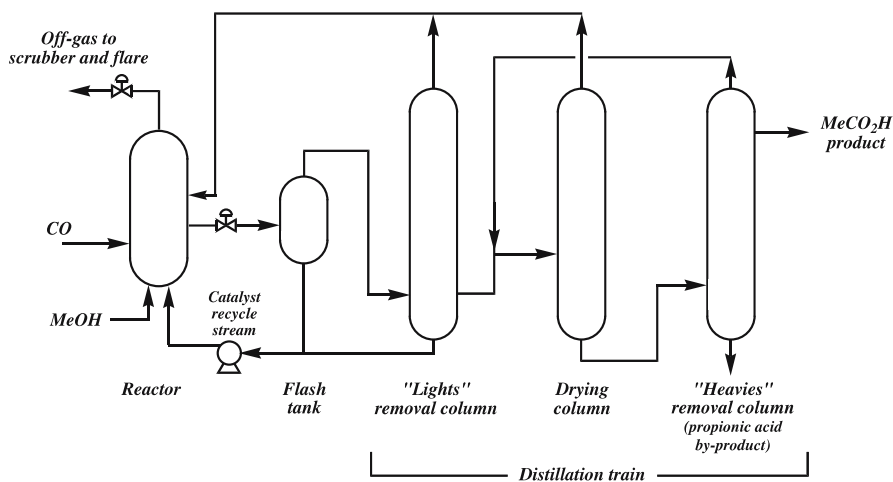 Off-gas to
scrubber and flare
MeCO2H
product
CO
MeOH
Catalyst
recycle
stream
Reactor
Flash
tank
"Lights"
removal column
Drying
column
"Heavies"
removal column
(propionic acid
by-product)
Distillation train